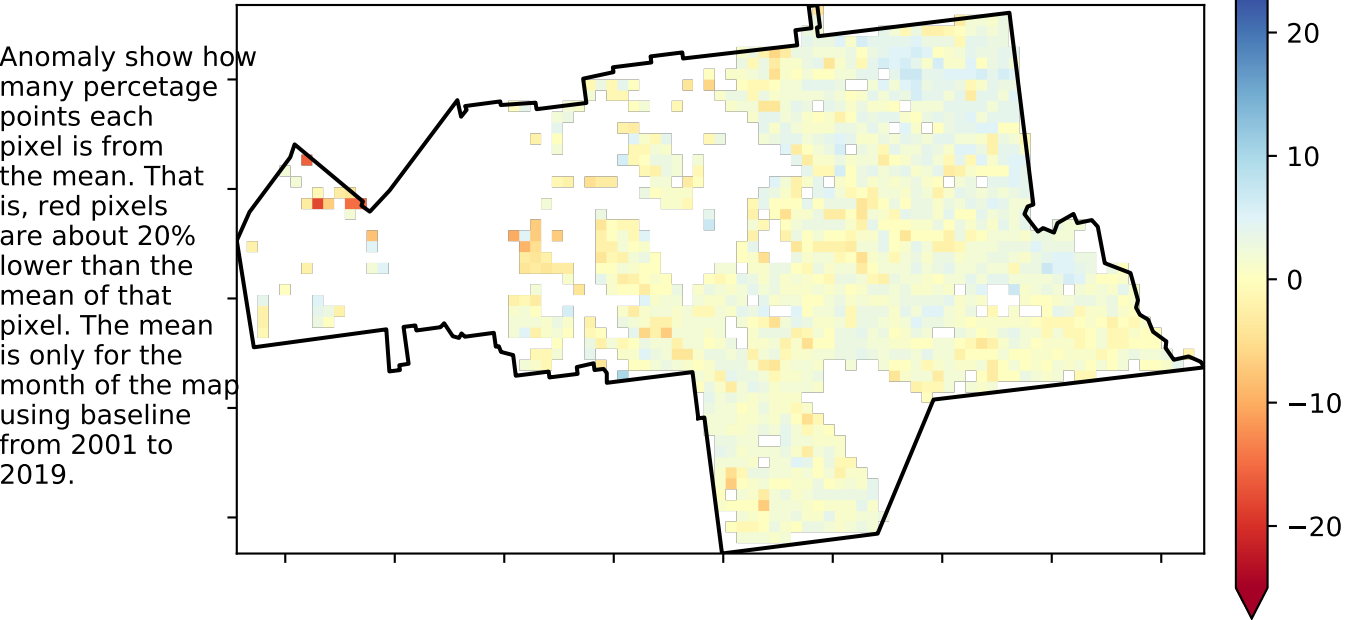 Anomaly show how
many percetage
points each
pixel is from
the mean. That
is, red pixels
are about 20%
lower than the
mean of that
pixel. The mean
is only for the
month of the map
using baseline
from 2001 to
2019.
20
10
0
−10
−20